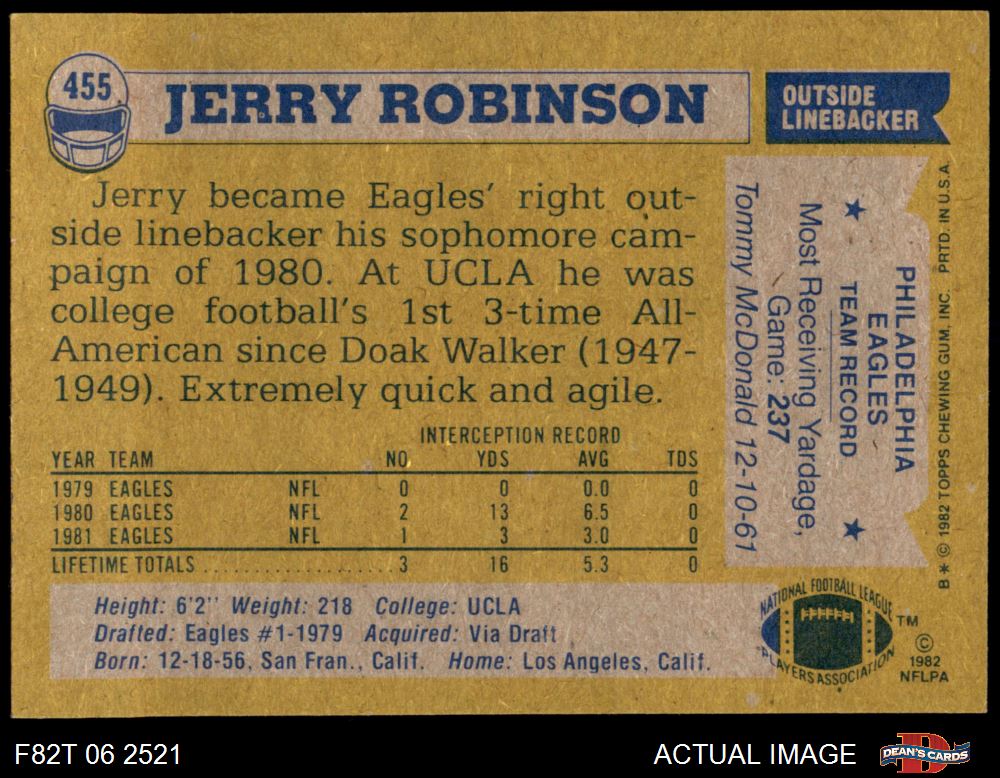 455
JERRY ROBINSON
OUTSIDE
LINEBACKER
Jerry became Eagles' right out-
side linebacker his sophomore cam-
paign of 1980. At UCLA he was
college football's 1st 3-time All-
American since Doak Walker (1947-
1949). Extremely quick and agile.
INTERCEPTION RECORD
YEAR TEAM NO YDS AVG TDS
1979 EAGLES NFL 0 0 0.0 0
1980 EAGLES NFL 2 13 6.5 0
1981 EAGLES NFL 1 3 3.0 0
LIFETIME TOTALS .................... 3 16 5.3 0
Height: 6'2" Weight: 218 College: UCLA
Drafted: Eagles #1-1979 Acquired: Via Draft
Born: 12-18-56, San Fran., Calif. Home: Los Angeles, Calif.
PHILADELPHIA
EAGLES
★ TEAM RECORD ★
Most Receiving Yardage,
Game: 237
Tommy McDonald 12-10-61
B* © 1982 TOPPS CHEWING GUM, INC. PRTD. IN U.S.A.
NATIONAL FOOTBALL LEAGUE
PLAYERS ASSOCIATION
TM
©
1982
NFLPA
F82T 06 2521
ACTUAL IMAGE
D
DEAN'S CARDS